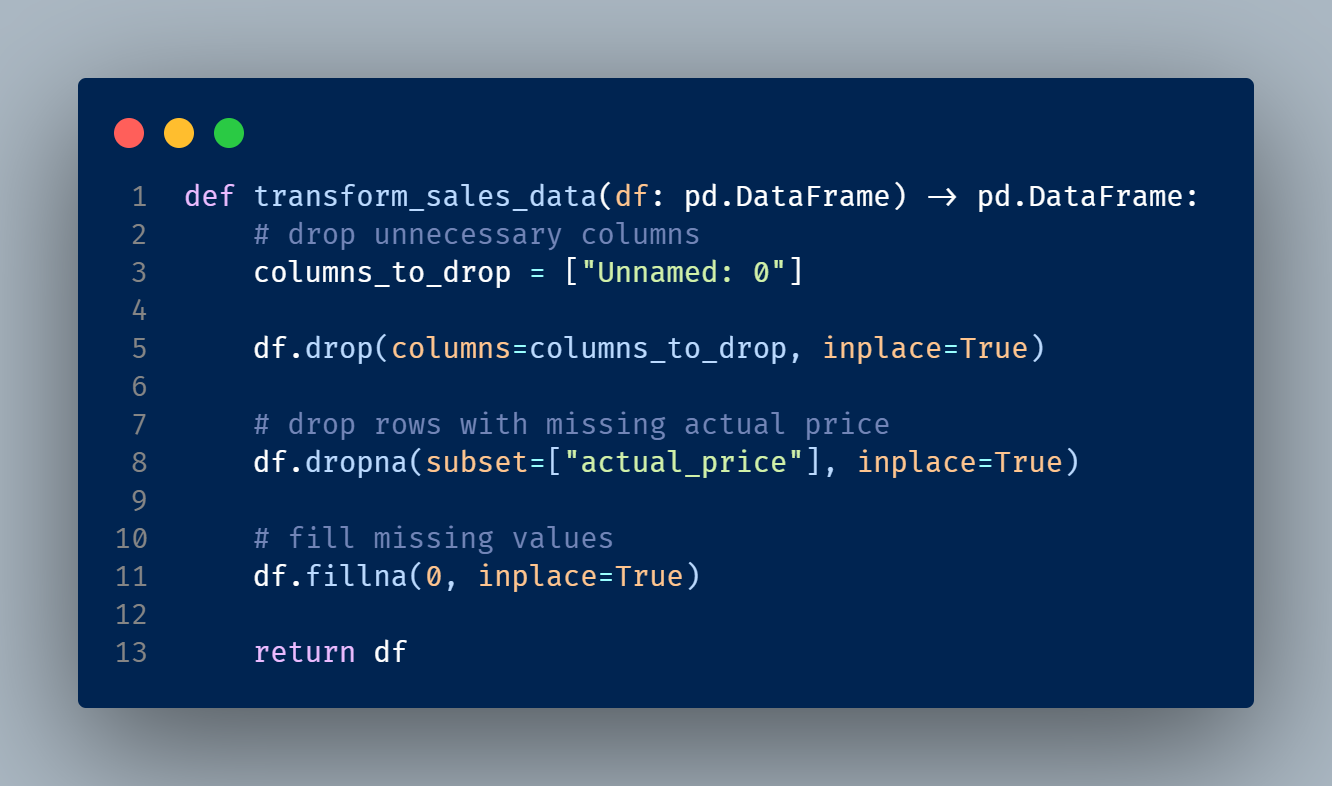 1 def transform_sales_data(df: pd.DataFrame) -> pd.DataFrame:
2     # drop unnecessary columns
3     columns_to_drop = ["Unnamed: 0"]
4
5     df.drop(columns=columns_to_drop, inplace=True)
6
7     # drop rows with missing actual price
8     df.dropna(subset=["actual_price"], inplace=True)
9
10     # fill missing values
11     df.fillna(0, inplace=True)
12
13     return df